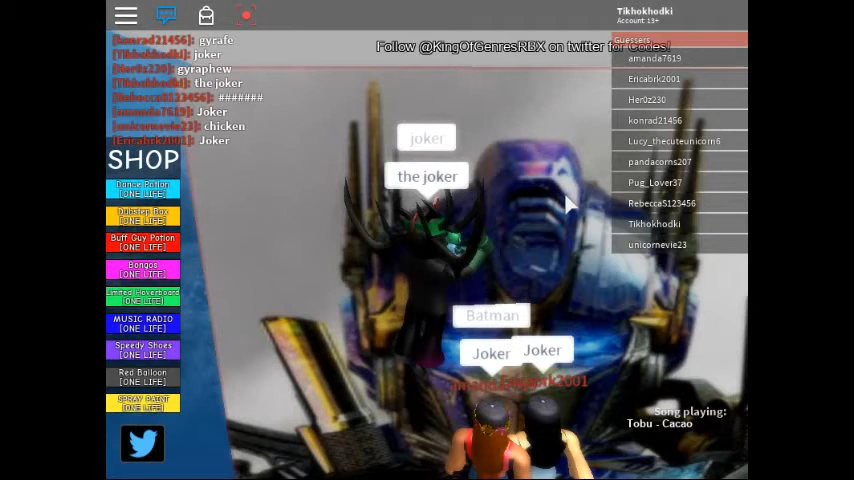 Tikhokhodki
Account: 13+
Follow @KingOfGenresRBX on twitter for Codes!
[konrad21456]: gyrafe
[Tikhokhodki]: joker
[Her0z230]: gyraphew
[Tikhokhodki]: the joker
[RebeccaS123456]: #######
[amanda7619]: Joker
[unicornevie23]: chicken
[Ericabrk2001]: Joker
Guessers
amanda7619
Ericabrk2001
Her0z230
konrad21456
Lucy_thecuteunicorn6
pandacorns207
Pug_Lover37
RebeccaS123456
Tikhokhodki
unicornevie23
SHOP
Dance Potion
[ONE LIFE]
Dubstep Box
[ONE LIFE]
Buff Guy Potion
[ONE LIFE]
Bongos
[ONE LIFE]
Limited Hoverboard
[ONE LIFE]
MUSIC RADIO
[ONE LIFE]
Speedy Shoes
[ONE LIFE]
Red Balloon
[ONE LIFE]
SPRAY PAINT
[ONE LIFE]
joker
the joker
Batman
Joker
Joker
Ericabrk2001
Song playing:
Tobu - Cacao